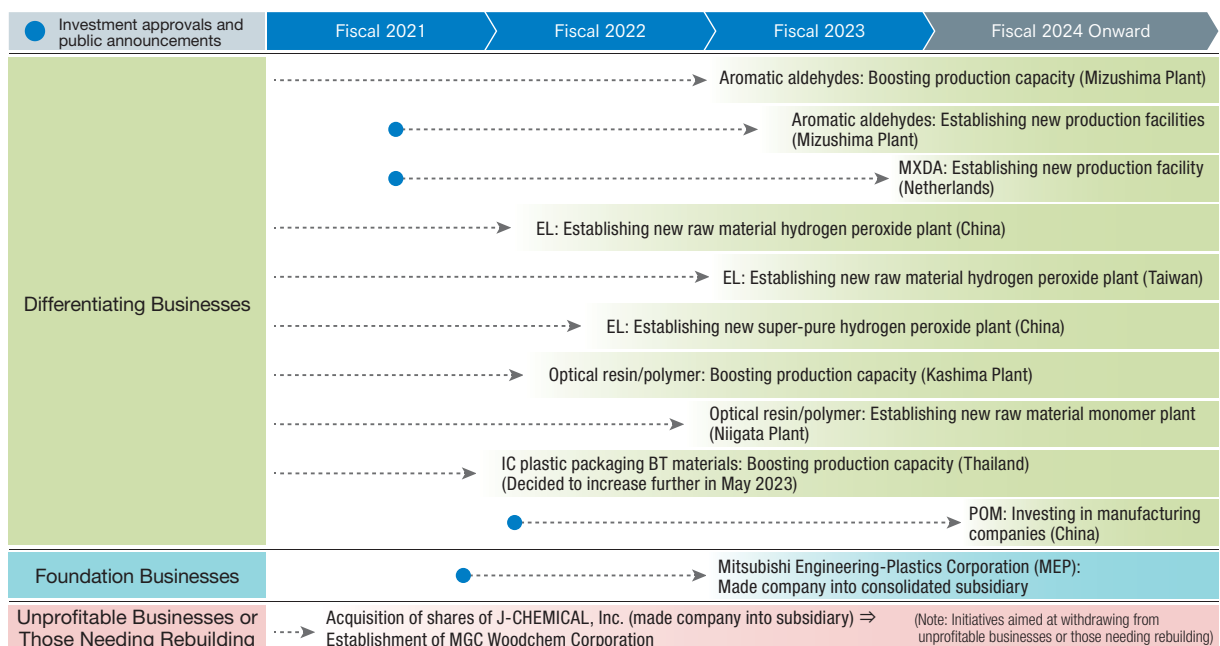 Investment approvals and
public announcements
Fiscal 2021
Fiscal 2022
Fiscal 2023
Fiscal 2024 Onward
Differentiating Businesses
Aromatic aldehydes: Boosting production capacity (Mizushima Plant)
Aromatic aldehydes: Establishing new production facilities
(Mizushima Plant)
MXDA: Establishing new production facility
(Netherlands)
EL: Establishing new raw material hydrogen peroxide plant (China)
EL: Establishing new raw material hydrogen peroxide plant (Taiwan)
EL: Establishing new super-pure hydrogen peroxide plant (China)
Optical resin/polymer: Boosting production capacity (Kashima Plant)
Optical resin/polymer: Establishing new raw material monomer plant
(Niigata Plant)
IC plastic packaging BT materials: Boosting production capacity (Thailand)
(Decided to increase further in May 2023)
POM: Investing in manufacturing
companies (China)
Foundation Businesses
Mitsubishi Engineering-Plastics Corporation (MEP):
Made company into consolidated subsidiary
Unprofitable Businesses or
Those Needing Rebuilding
Acquisition of shares of J-CHEMICAL, Inc. (made company into subsidiary) ⇒
Establishment of MGC Woodchem Corporation
(Note: Initiatives aimed at withdrawing from
unprofitable businesses or those needing rebuilding)